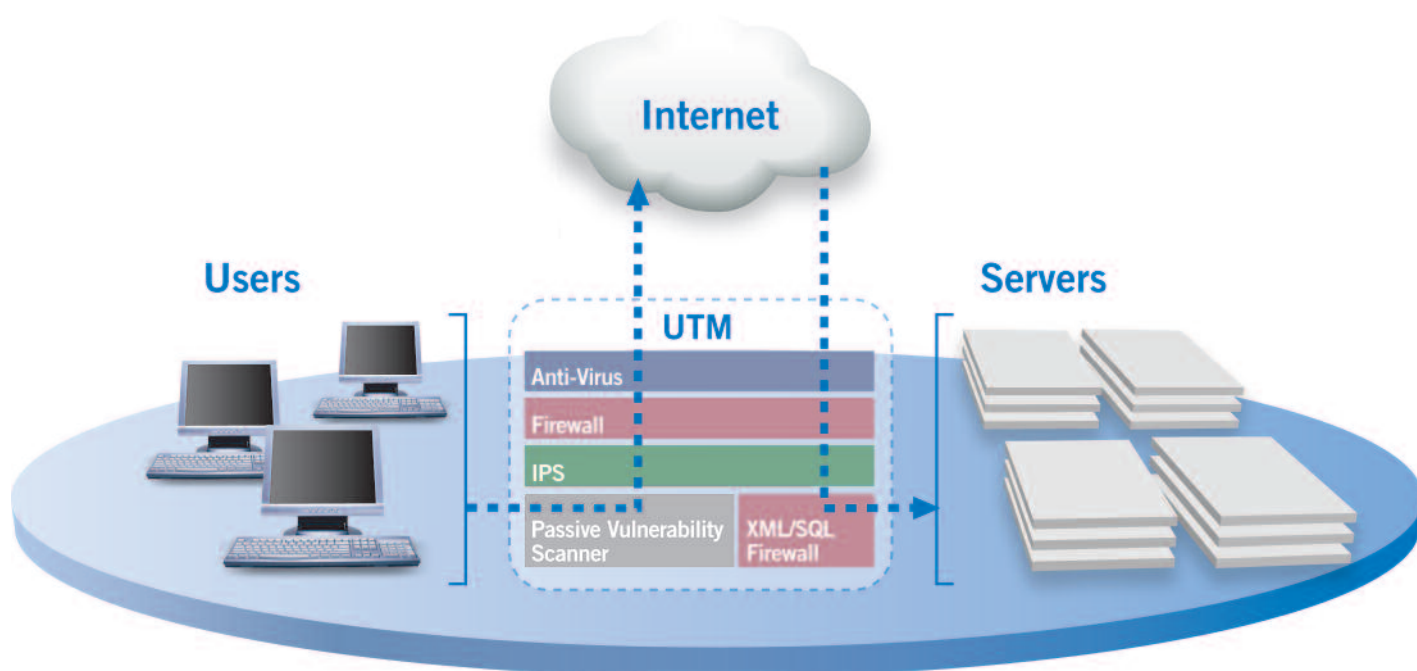 Internet
Users
Servers
UTM
Anti-Virus
Firewall
IPS
Passive Vulnerability
Scanner
XML/SQL
Firewall